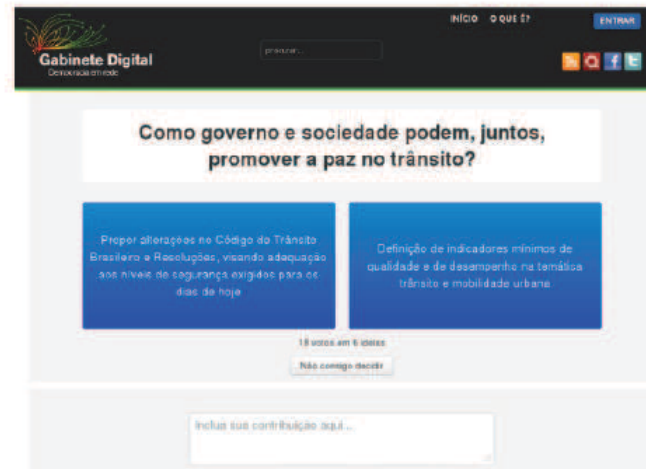 INÍCIO O QUE É? ENTRAR
Gabinete Digital
Democracia em rede
procurar...
Como governo e sociedade podem, juntos,
promover a paz no trânsito?
Propor alterações no Código do Trânsito
Brasileiro e Resoluções, visando adequação
aos níveis de segurança exigidos para os
dias de hoje
Definição de indicadores mínimos de
qualidade e de desempenho na temática
trânsito e mobilidade urbana
votos em 6 ideias
Não consigo decidir
Inclua sua contribuição aqui...